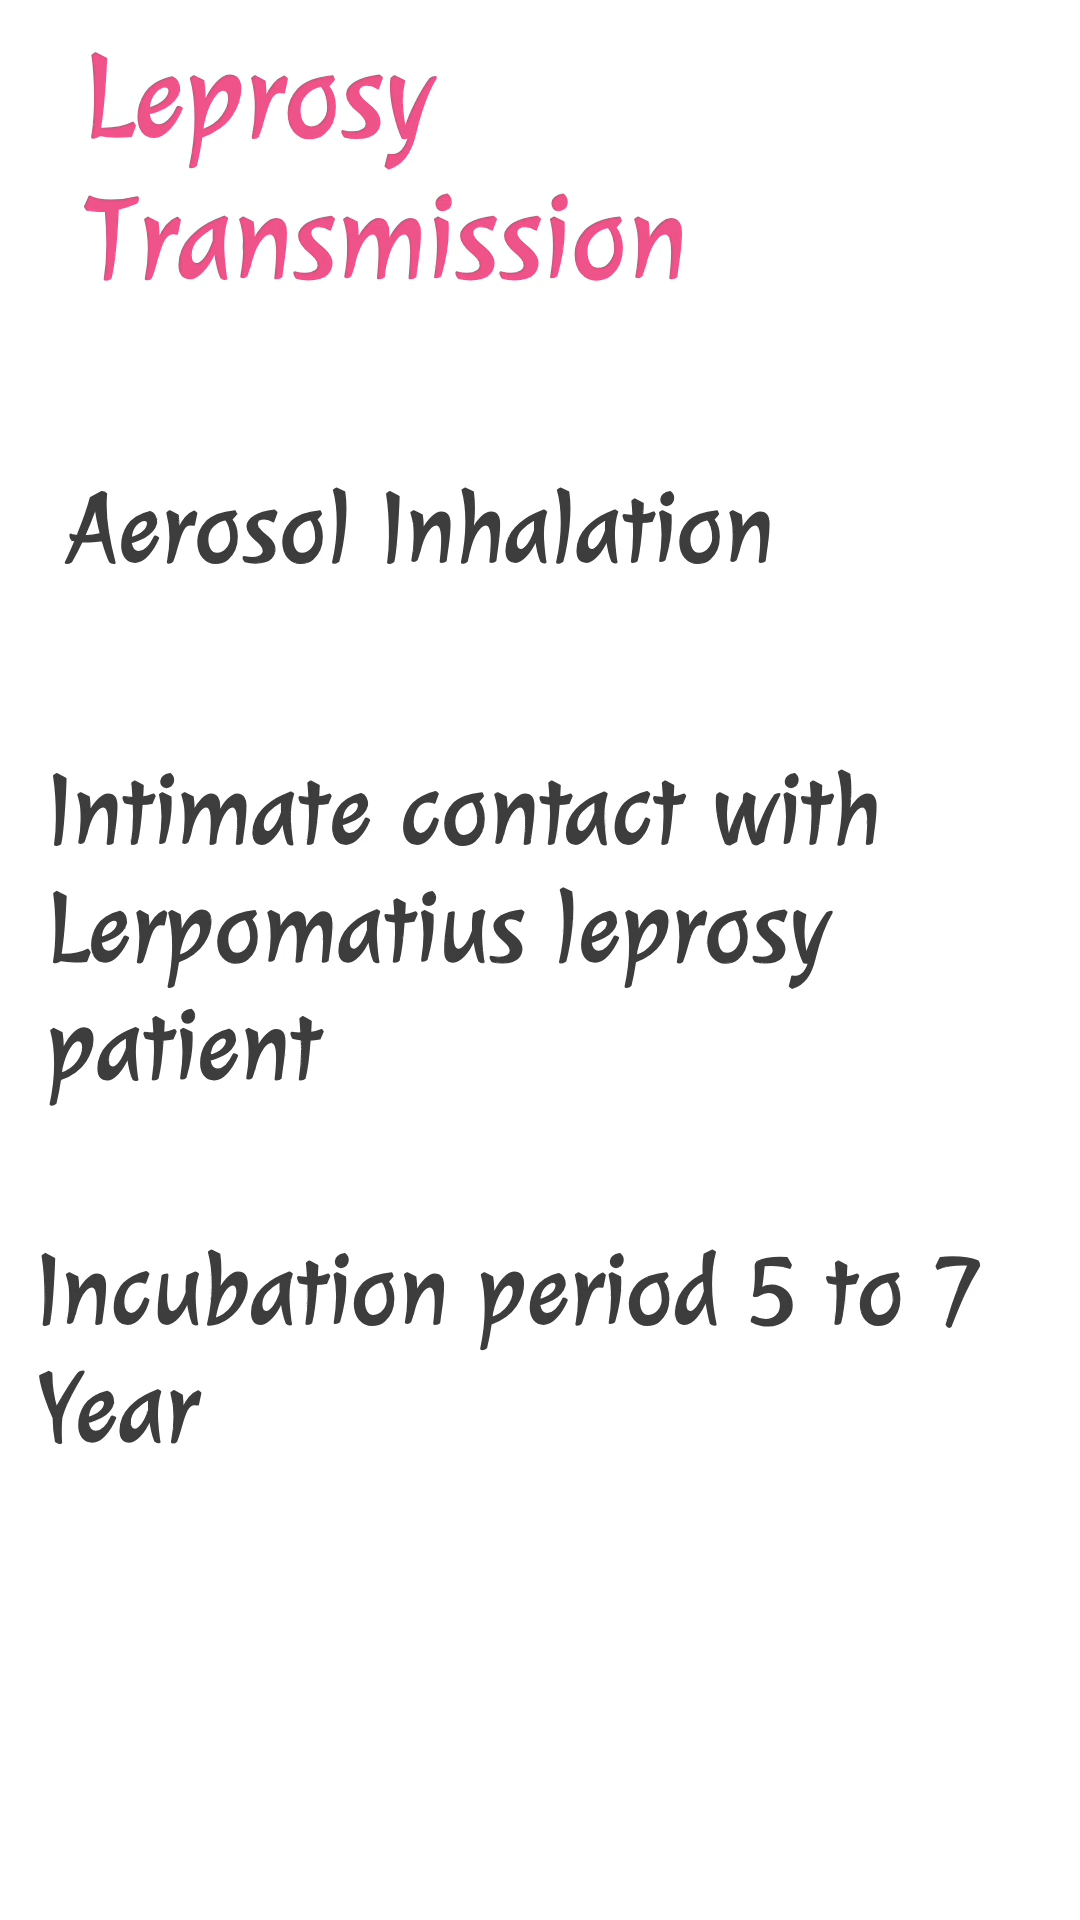 Leprosy
Transmission
Aerosol Inhalation
Intimate contact with
Lerpomatius leprosy
patient
Incubation period 5 to 7
Year